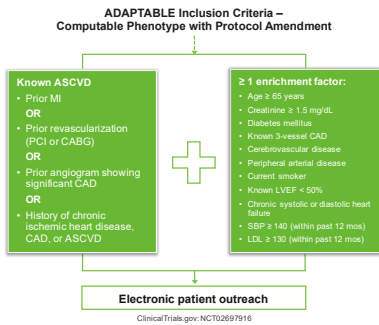 ADAPTABLE Inclusion Criteria –
Computable Phenotype with Protocol Amendment
Known ASCVD
• Prior MI
OR
• Prior revascularization
(PCI or CABG)
OR
• Prior angiogram showing
significant CAD
OR
• History of chronic
ischemic heart disease,
CAD, or ASCVD
≥ 1 enrichment factor:
• Age ≥ 65 years
• Creatinine ≥ 1.5 mg/dL
• Diabetes mellitus
• Known 3-vessel CAD
• Cerebrovascular disease
• Peripheral arterial disease
• Current smoker
• Known LVEF < 50%
• Chronic systolic or diastolic heart
failure
• SBP ≥ 140 (within past 12 mos)
• LDL ≥ 130 (within past 12 mos)
Electronic patient outreach
ClinicalTrials.gov: NCT02697916